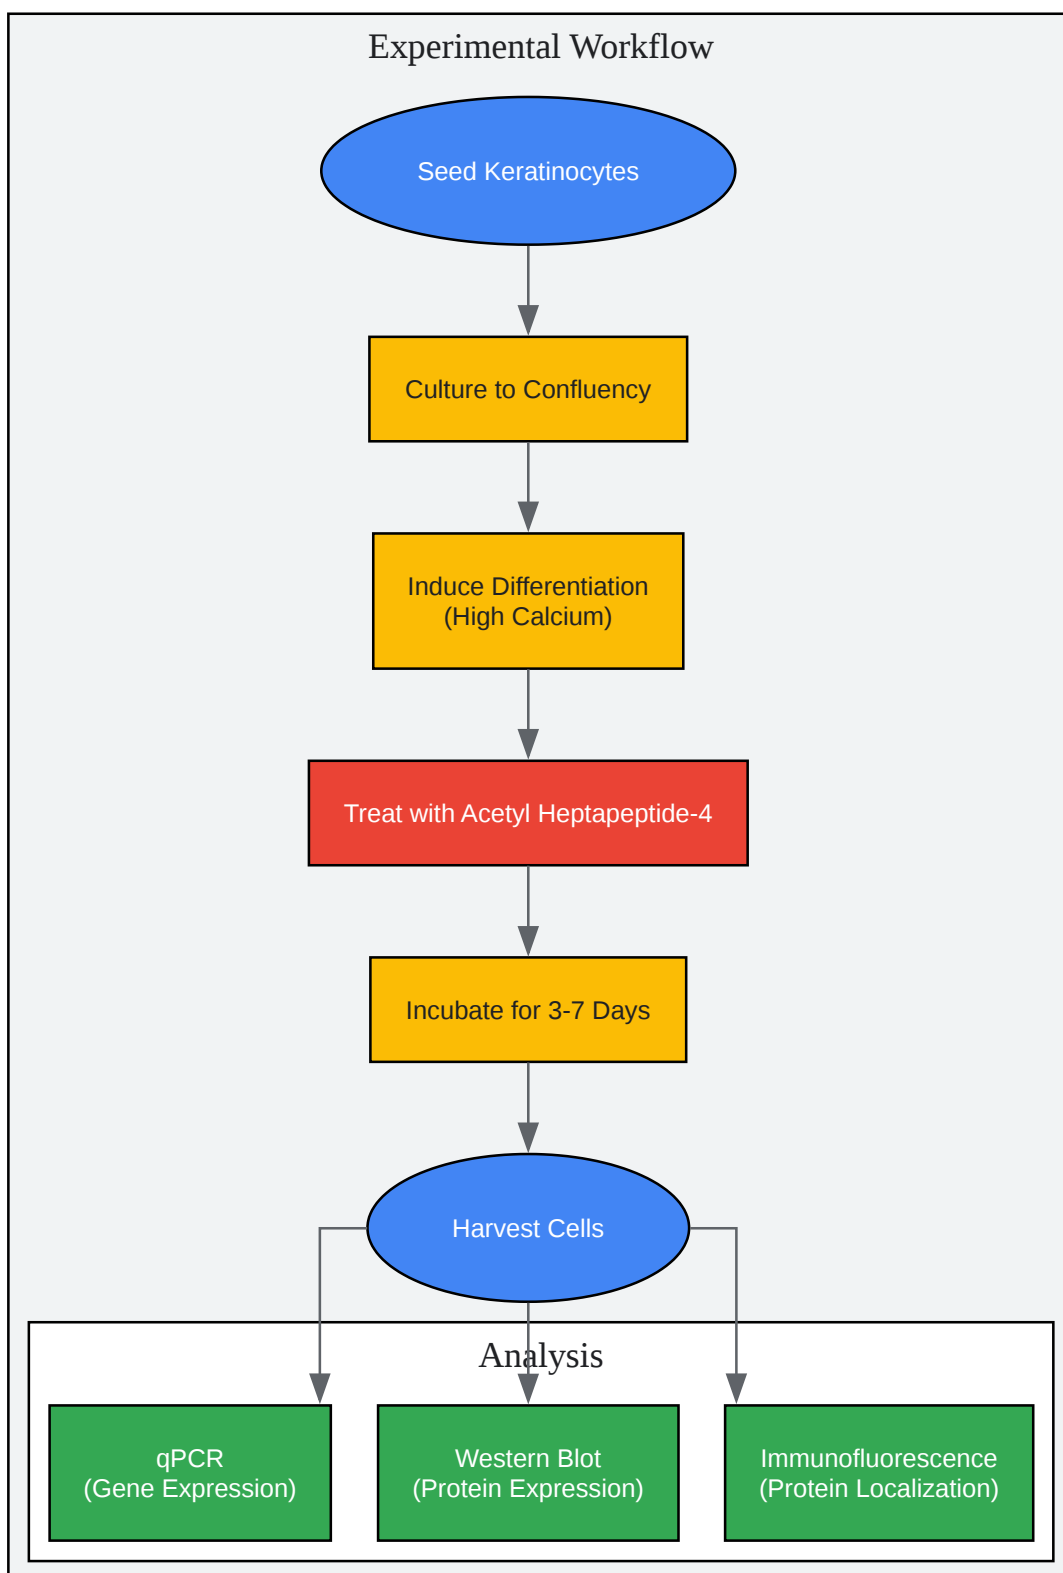 Experimental Workflow
Seed Keratinocytes
Culture to Confluency
Induce Differentiation
(High Calcium)
Treat with Acetyl Heptapeptide-4
Incubate for 3-7 Days
Harvest Cells
Analysis
qPCR
(Gene Expression)
Western Blot
(Protein Expression)
Immunofluorescence
(Protein Localization)